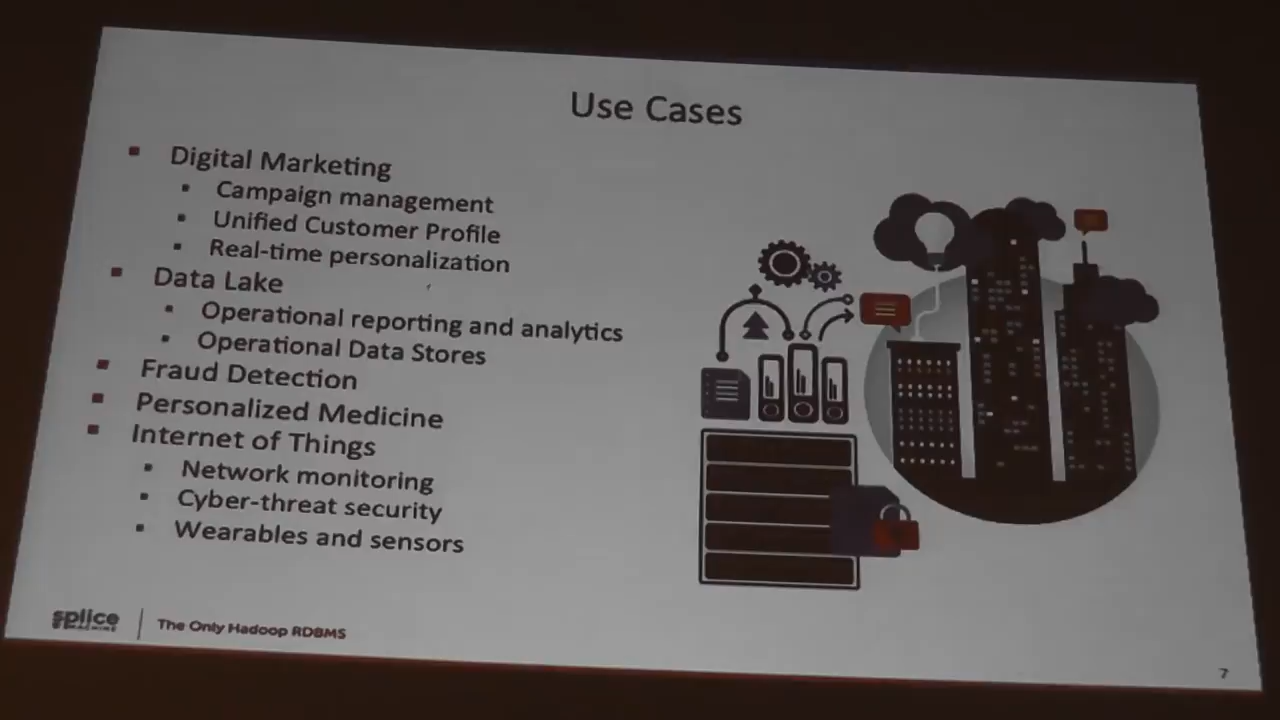 Use Cases
Digital Marketing
Campaign management
Unified Customer Profile
Real-time personalization
Data Lake
Operational reporting and analytics
Operational Data Stores
Fraud Detection
Personalized Medicine
Internet of Things
Network monitoring
Cyber-threat security
Wearables and sensors
splice
MACHINE
The Only Hadoop RDBMS
7